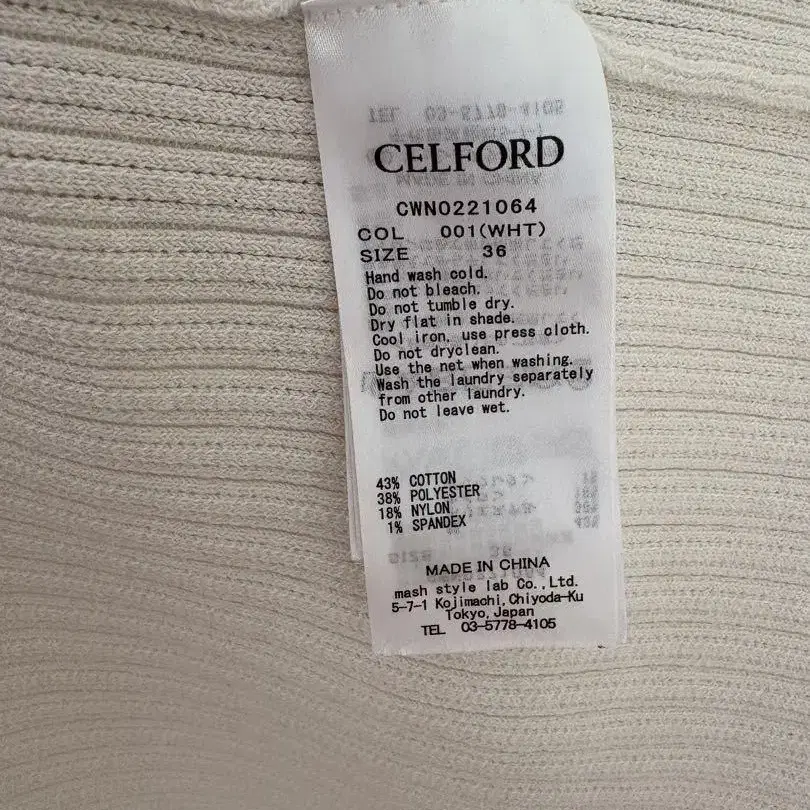 CELFORD
CWNO221064
COL 001(WHT)
SIZE 36
Hand wash cold.
Do not bleach.
Do not tumble dry.
Dry flat in shade.
Cool iron, use press cloth.
Do not dryclean.
Use the net when washing.
Wash the laundry separately
from other laundry.
Do not leave wet.
43% COTTON
38% POLYESTER
18% NYLON
1% SPANDEX
MADE IN CHINA
mash style lab Co.,Ltd.
5-7-1 Kojimachi,Chiyoda-Ku
Tokyo,Japan
TEL 03-5778-4105